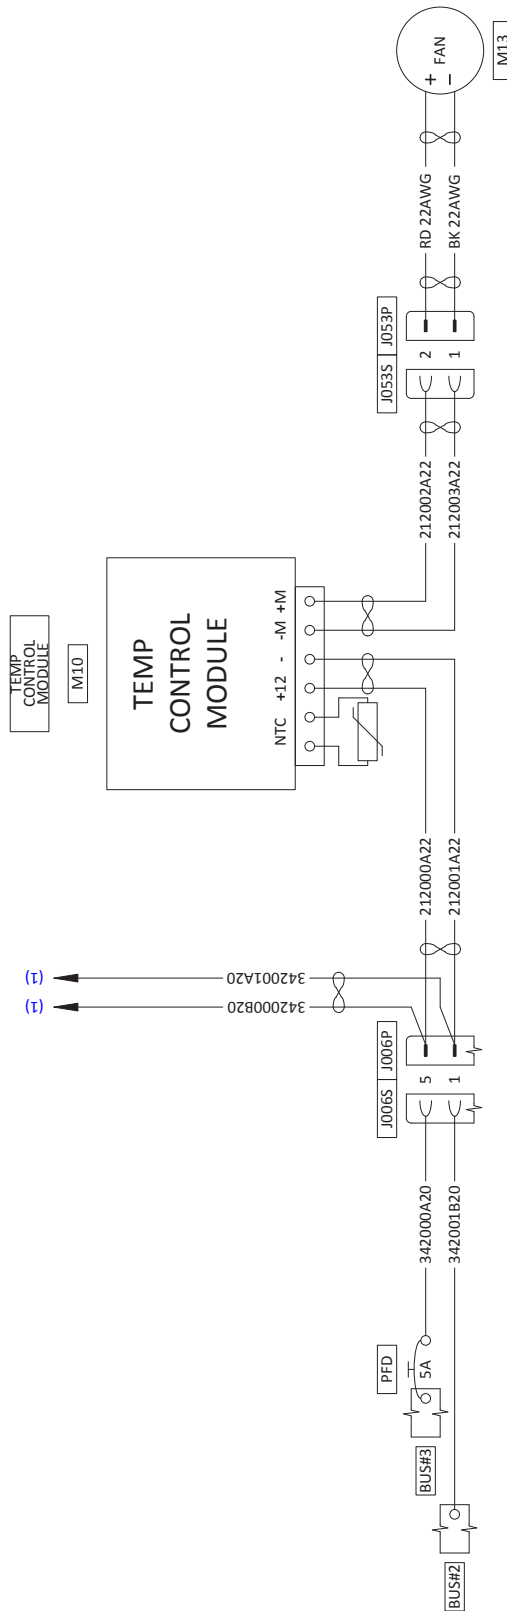 TEMP
CONTROL
MODULE
M10
TEMP
CONTROL
MODULE
NTC
+12
-
-M
+M
BUS#2
BUS#3
PFD
5A
342000A20
342001B20
J006S
J006P
5
1
342000B20
342001A20
(1)
(1)
212000A22
212001A22
212002A22
212003A22
J053S
J053P
2
1
RD 22AWG
BK 22AWG
+
-
FAN
M13